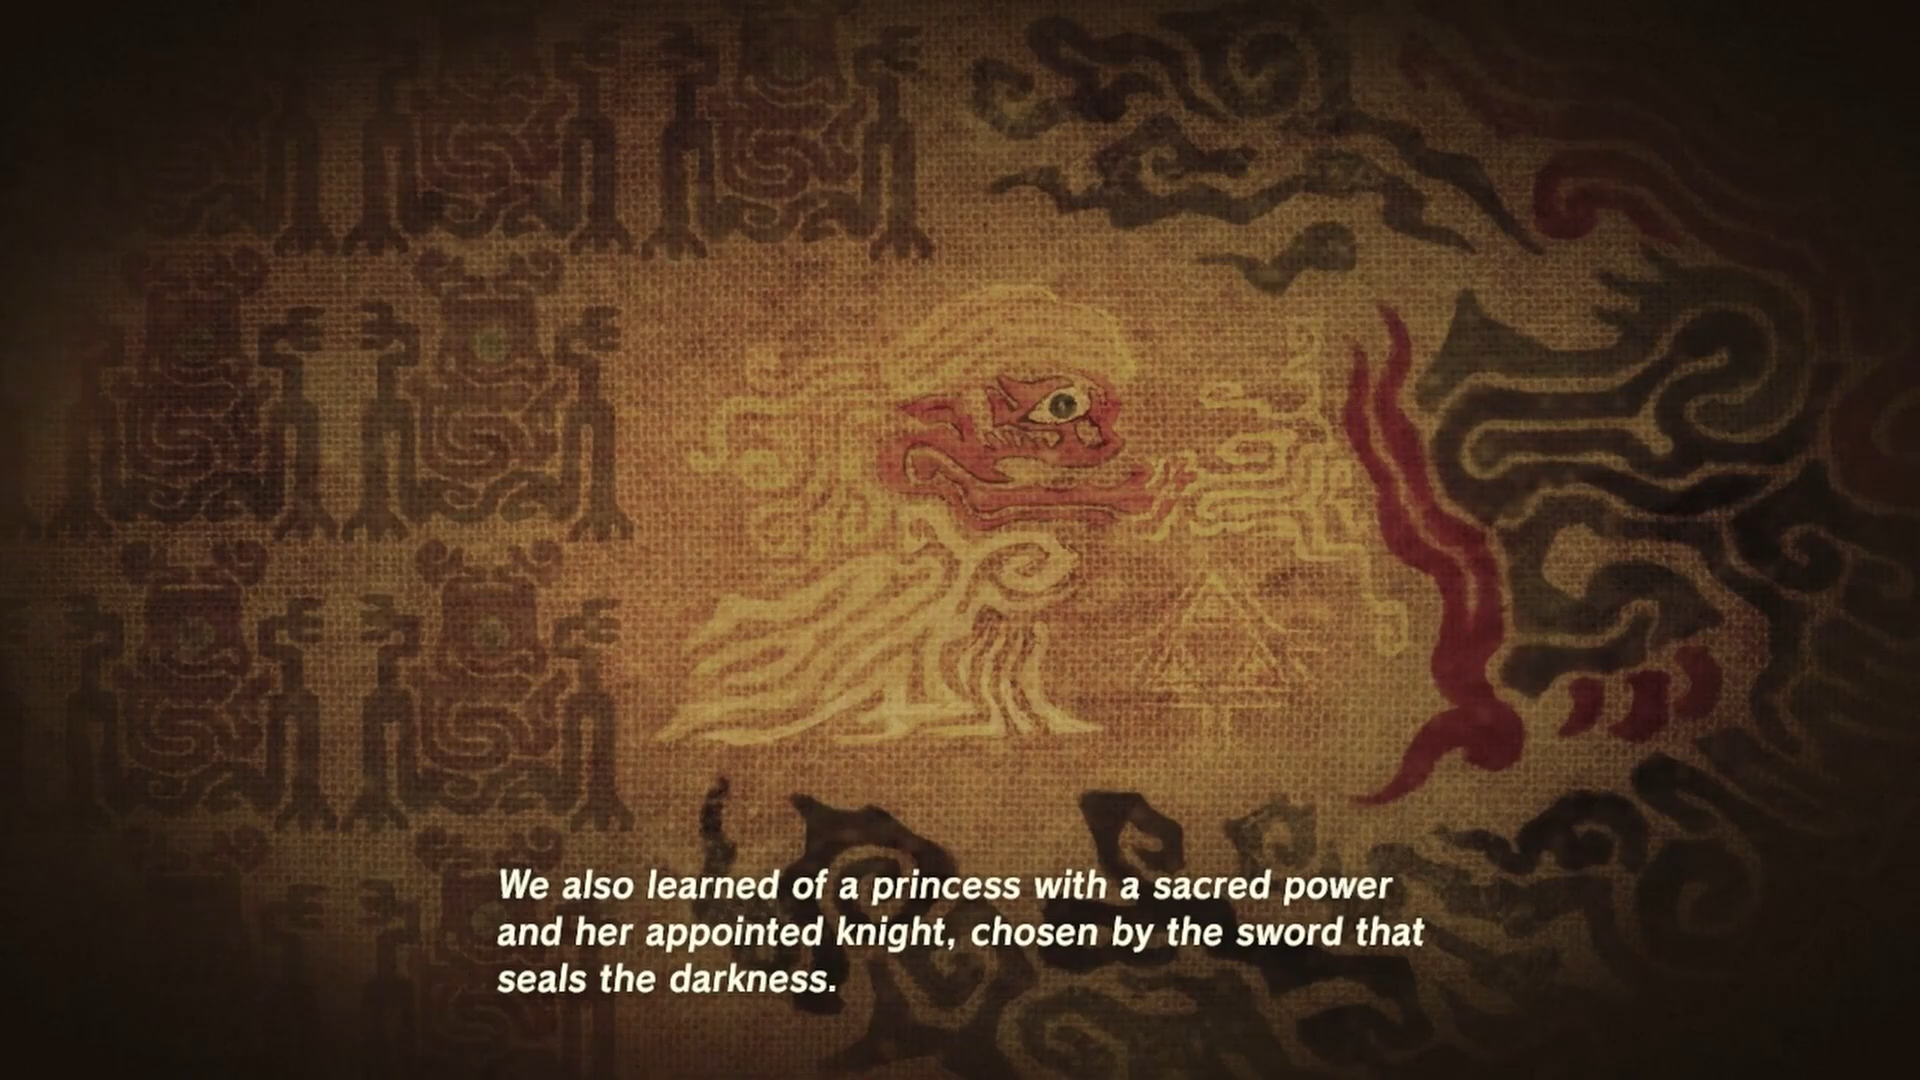 We also learned of a princess with a sacred power
and her appointed knight, chosen by the sword that
seals the darkness.